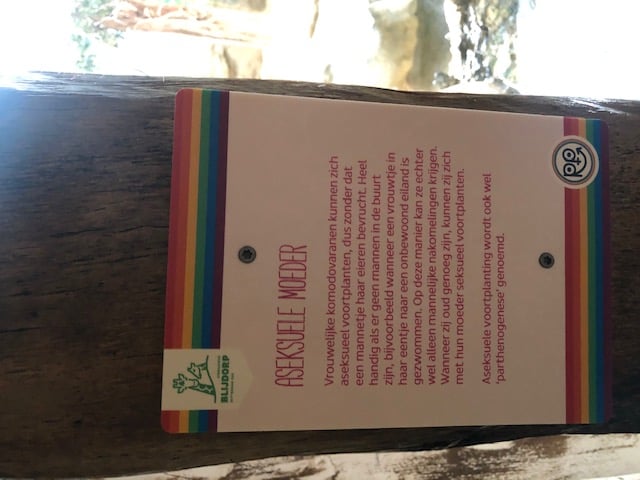 ASEKSUELE MOEDER
Vrouwelijke komodovaranen kunnen zich
aseksueel voortplanten, dus zonder dat
een mannetje haar eieren bevrucht. Heel
handig als er geen mannen in de buurt
zijn, bijvoorbeeld wanneer een vrouwtje in
haar eentje naar een onbewoond eiland is
gezwommen. Op deze manier kan ze echter
wel alleen mannelijke nakomelingen krijgen.
Wanneer zij oud genoeg zijn, kunnen zij zich
met hun moeder seksueel voortplanten.
Aseksuele voortplanting wordt ook wel
'parthenogenese' genoemd.
BLIJDORP